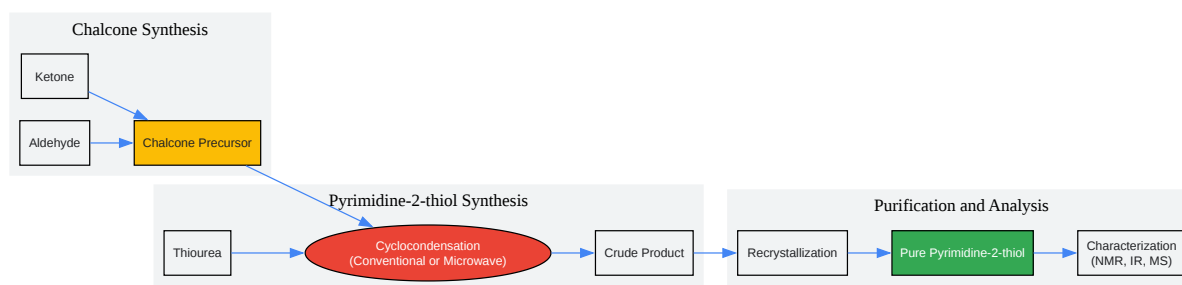 Chalcone Synthesis
Ketone
Aldehyde
Chalcone Precursor
Pyrimidine-2-thiol Synthesis
Thiourea
Cyclocondensation
(Conventional or Microwave)
Crude Product
Purification and Analysis
Recrystallization
Pure Pyrimidine-2-thiol
Characterization
(NMR, IR, MS)